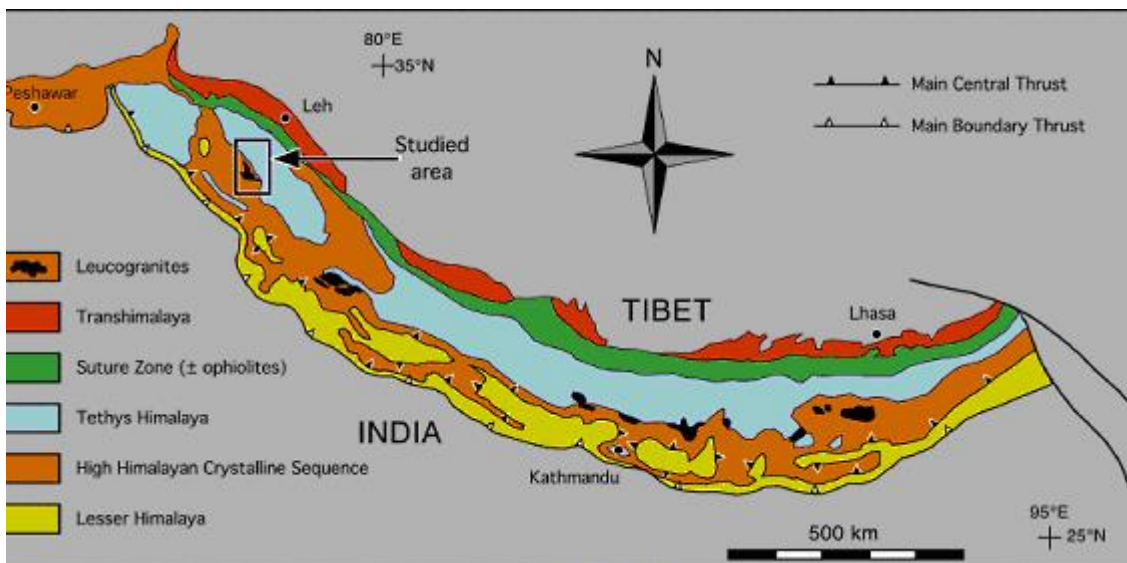 80°E
35°N
N
Peshawar
Leh
Main Central Thrust
Main Boundary Thrust
Studied
area
Leucogranites
Transhimalaya
Suture Zone (± ophiolites)
Tethys Himalaya
High Himalayan Crystalline Sequence
Lesser Himalaya
TIBET
Lhasa
INDIA
Kathmandu
500 km
95°E
25°N